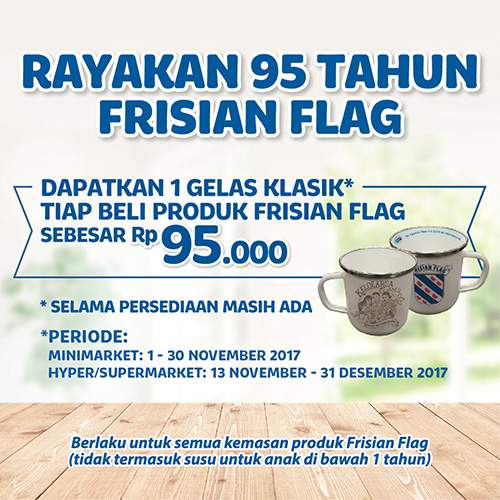 RAYAKAN 95 TAHUN
FRISIAN FLAG
DAPATKAN 1 GELAS KLASIK*
TIAP BELI PRODUK FRISIAN FLAG
SEBESAR Rp 95.000
FRISIAN FLAG
* SELAMA PERSEDIAAN MASIH ADA
*PERIODE:
MINIMARKET: 1 - 30 NOVEMBER 2017
HYPER/SUPERMARKET: 13 NOVEMBER - 31 DESEMBER 2017
Berlaku untuk semua kemasan produk Frisian Flag
(tidak termasuk susu untuk anak di bawah 1 tahun)